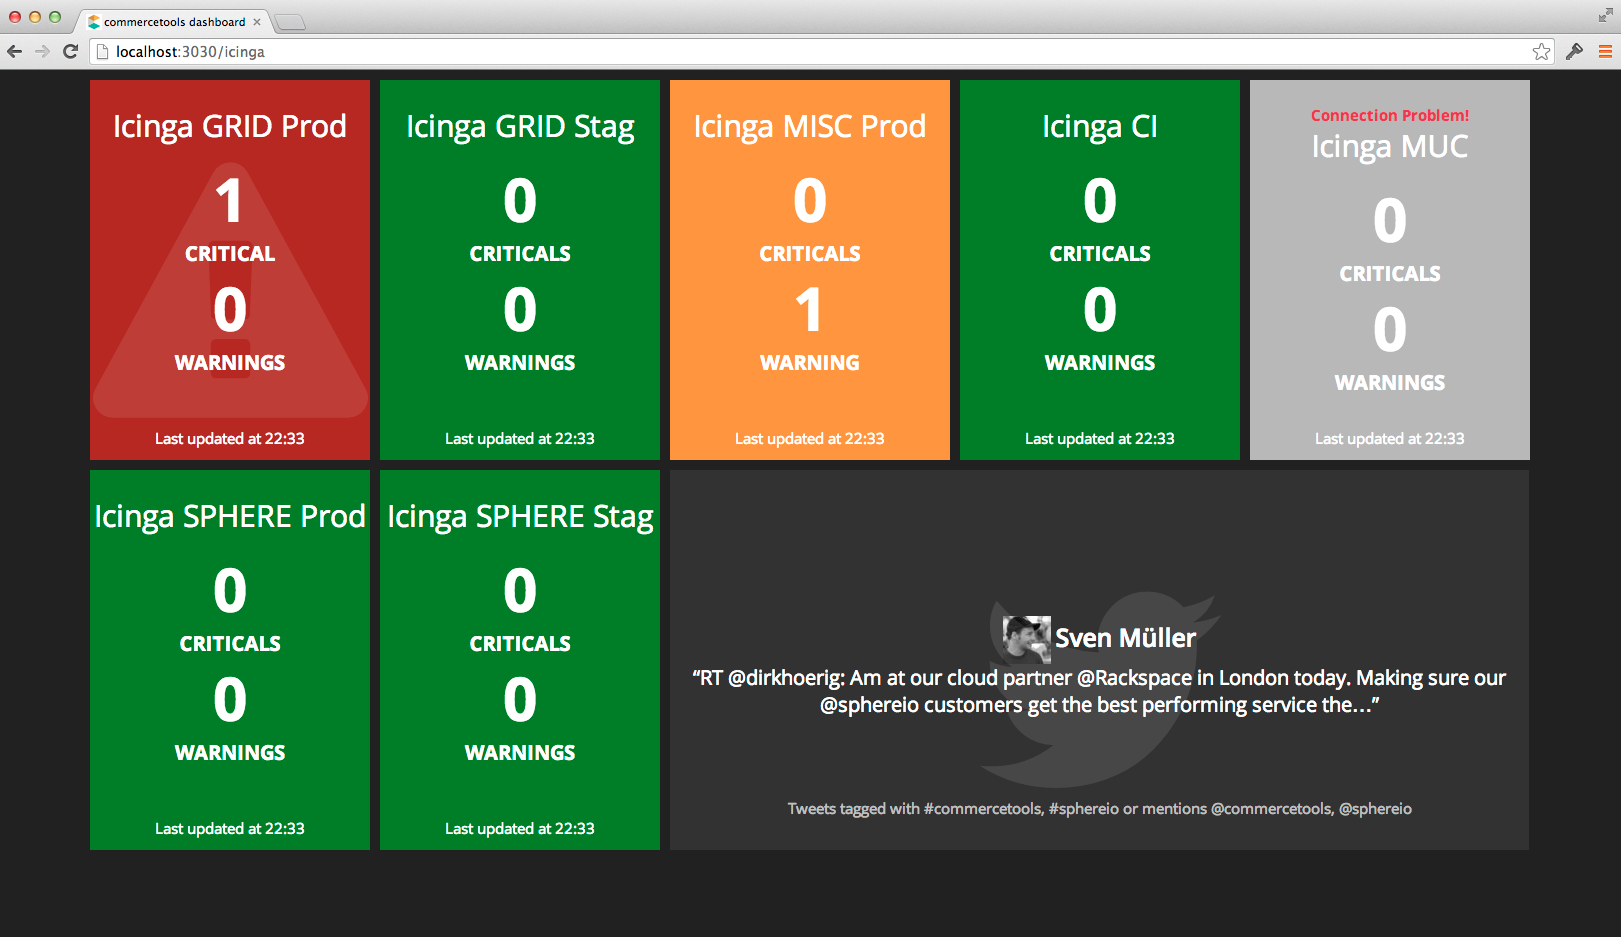 commercetools dashboard
localhost:3030/icinga
Icinga GRID Prod
1
CRITICAL
0
WARNINGS
Last updated at 22:33
Icinga GRID Stag
0
CRITICALS
0
WARNINGS
Last updated at 22:33
Icinga MISC Prod
0
CRITICALS
1
WARNING
Last updated at 22:33
Icinga CI
0
CRITICALS
0
WARNINGS
Last updated at 22:33
Connection Problem!
Icinga MUC
0
CRITICALS
0
WARNINGS
Last updated at 22:33
Icinga SPHERE Prod
0
CRITICALS
0
WARNINGS
Last updated at 22:33
Icinga SPHERE Stag
0
CRITICALS
0
WARNINGS
Last updated at 22:33
Sven Müller
“RT @dirkhoerig: Am at our cloud partner @Rackspace in London today. Making sure our
@sphereio customers get the best performing service the…”
Tweets tagged with #commercetools, #sphereio or mentions @commercetools, @sphereio